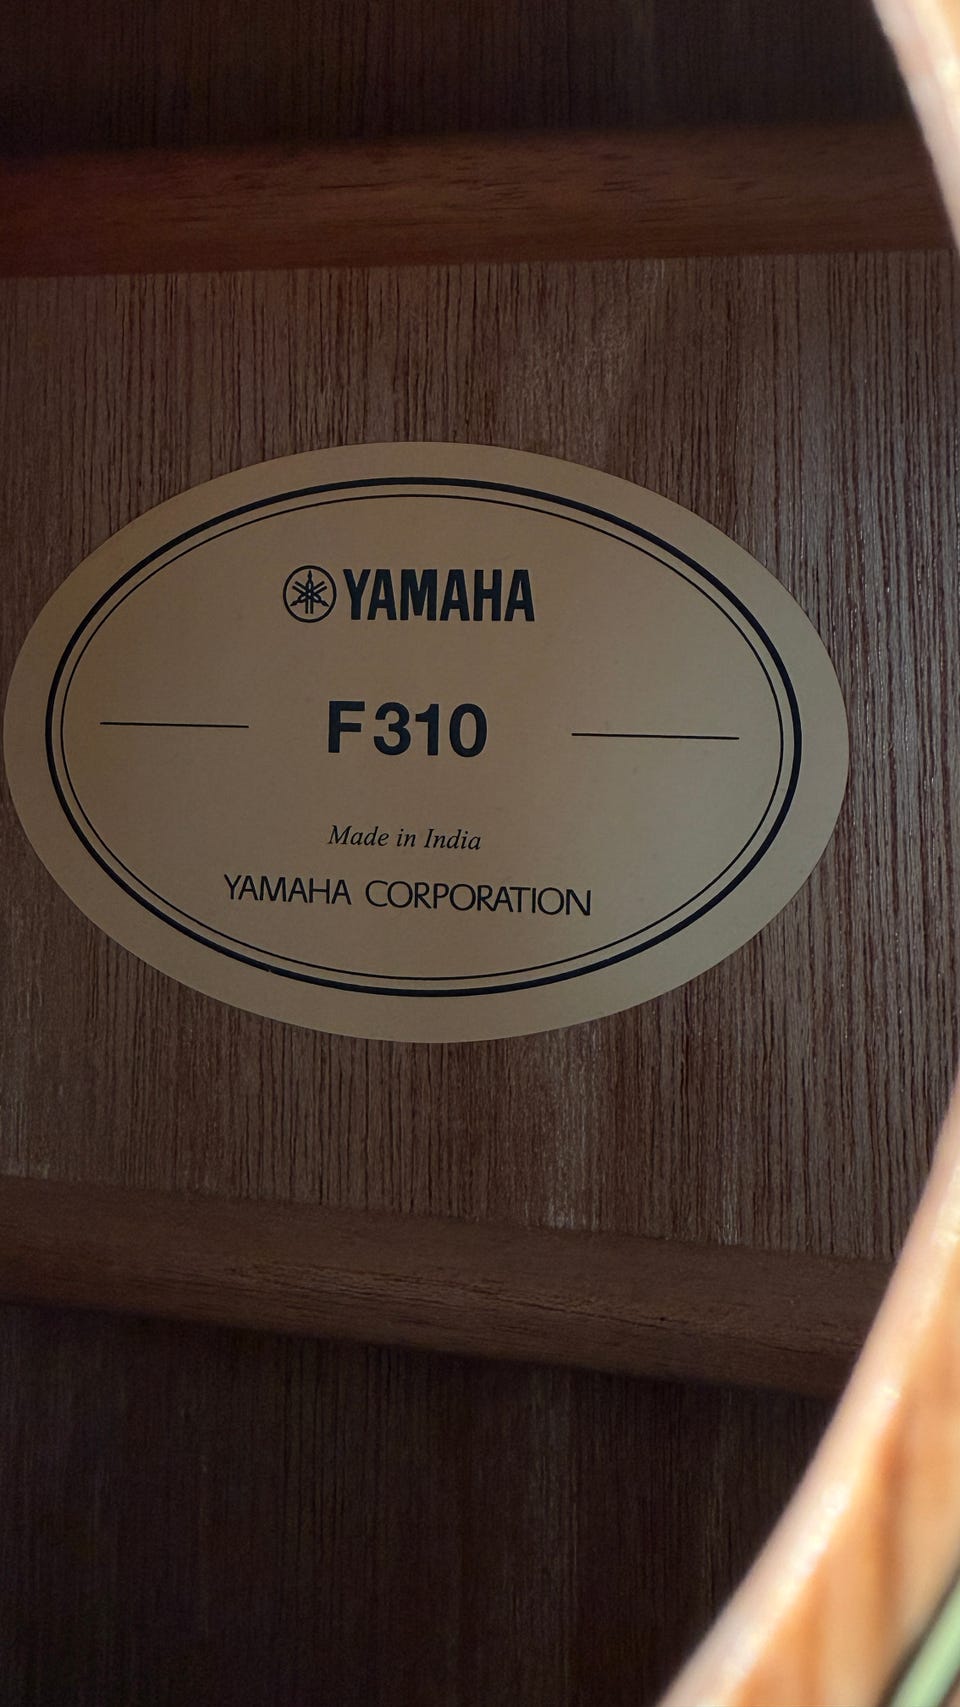 YAMAHA
F310
Made in India
YAMAHA CORPORATION